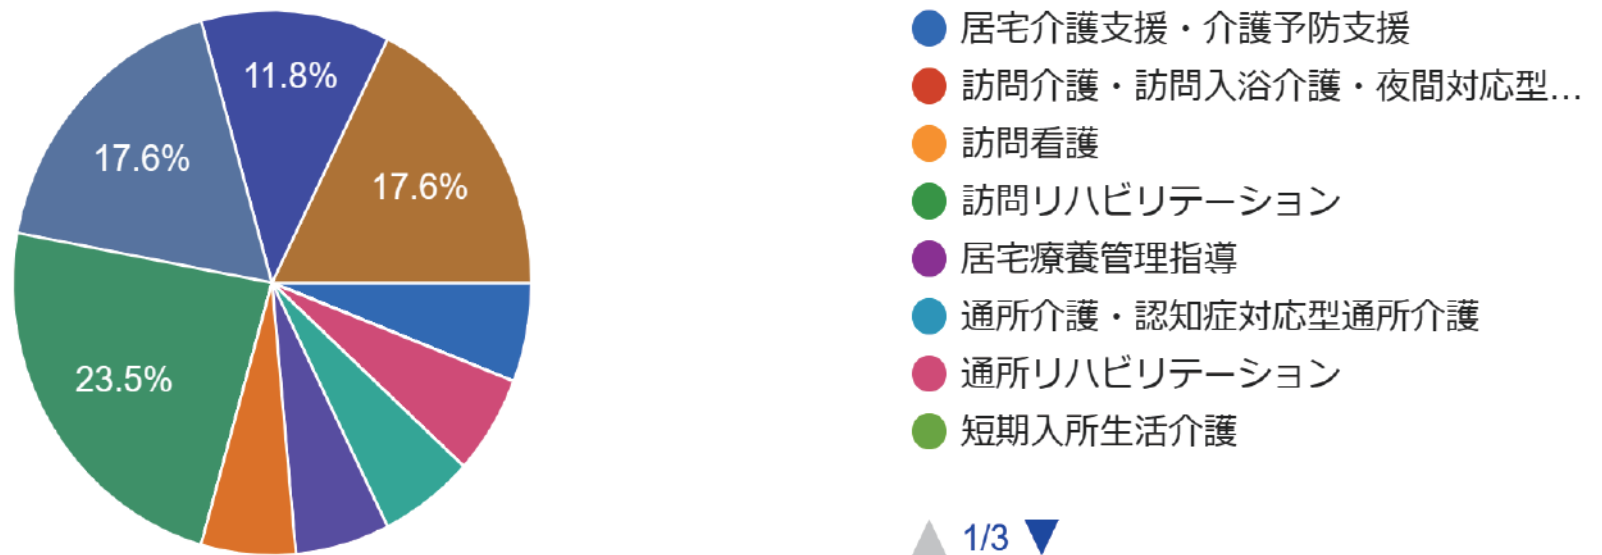 11.8%
17.6%
17.6%
23.5%
居宅介護支援・介護予防支援
訪問介護・訪問入浴介護・夜間対応型…
訪問看護
訪問リハビリテーション
居宅療養管理指導
通所介護・認知症対応型通所介護
通所リハビリテーション
短期入所生活介護
1/3